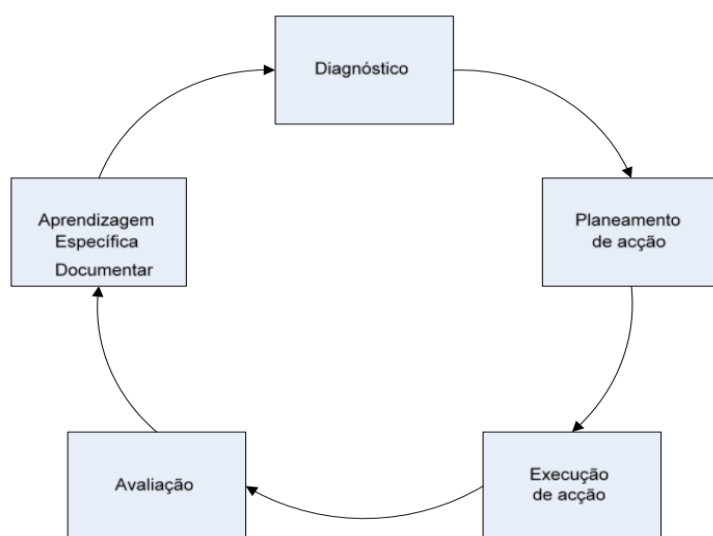 Diagnóstico
Planeamento
de acção
Execução
de acção
Avaliação
Aprendizagem
Específica
Documentar